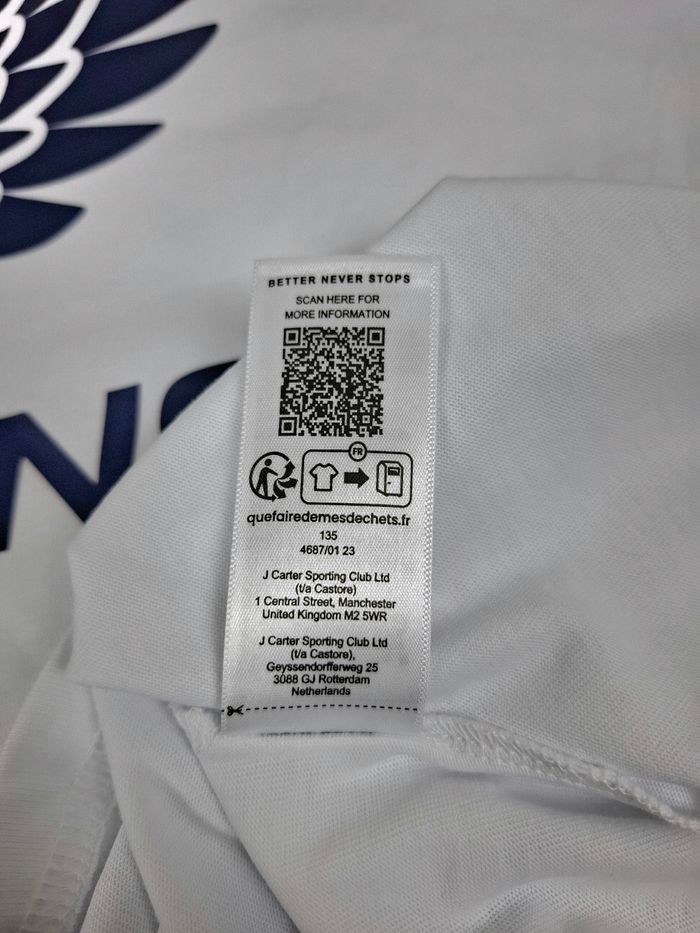 BETTER NEVER STOPS
SCAN HERE FOR
MORE INFORMATION
FR
quefairedemesdechets.fr
135
4687/01 23
J Carter Sporting Club Ltd
(t/a Castore)
1 Central Street, Manchester
United Kingdom M2 5WR
J Carter Sporting Club Ltd
(t/a Castore),
Geyssendorfferweg 25
3088 GJ Rotterdam
Netherlands